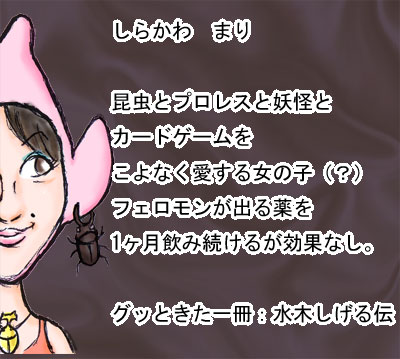 しらかわ　まり
昆虫とプロレスと妖怪と
カードゲームを
こよなく愛する女の子（？）
フェロモンが出る薬を
1ヶ月飲み続けるが効果なし。
グッときた一冊：水木しげる伝